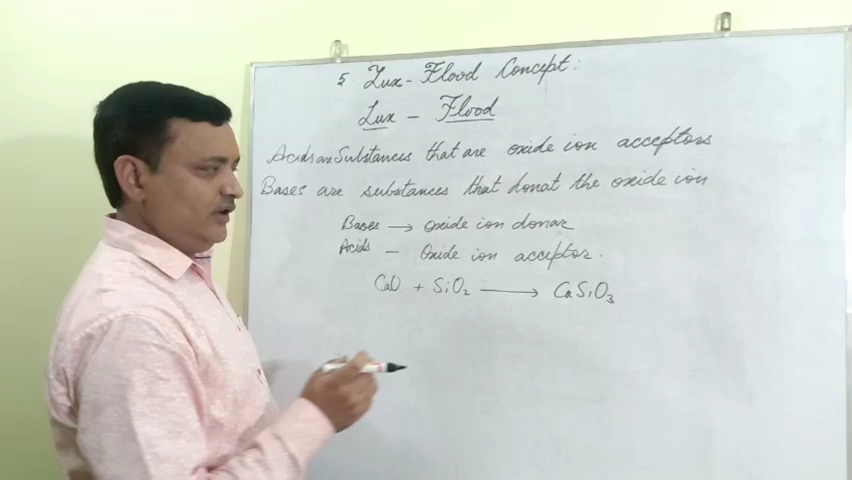 5. Lux - Flood Concept:
Lux - Flood
Acids are Substances that are oxide ion acceptors
Bases are substances that donat the oxide ion
Bases → oxide ion donar
Acids - Oxide ion acceptor.
CaO + SiO₂ → CaSiO₃